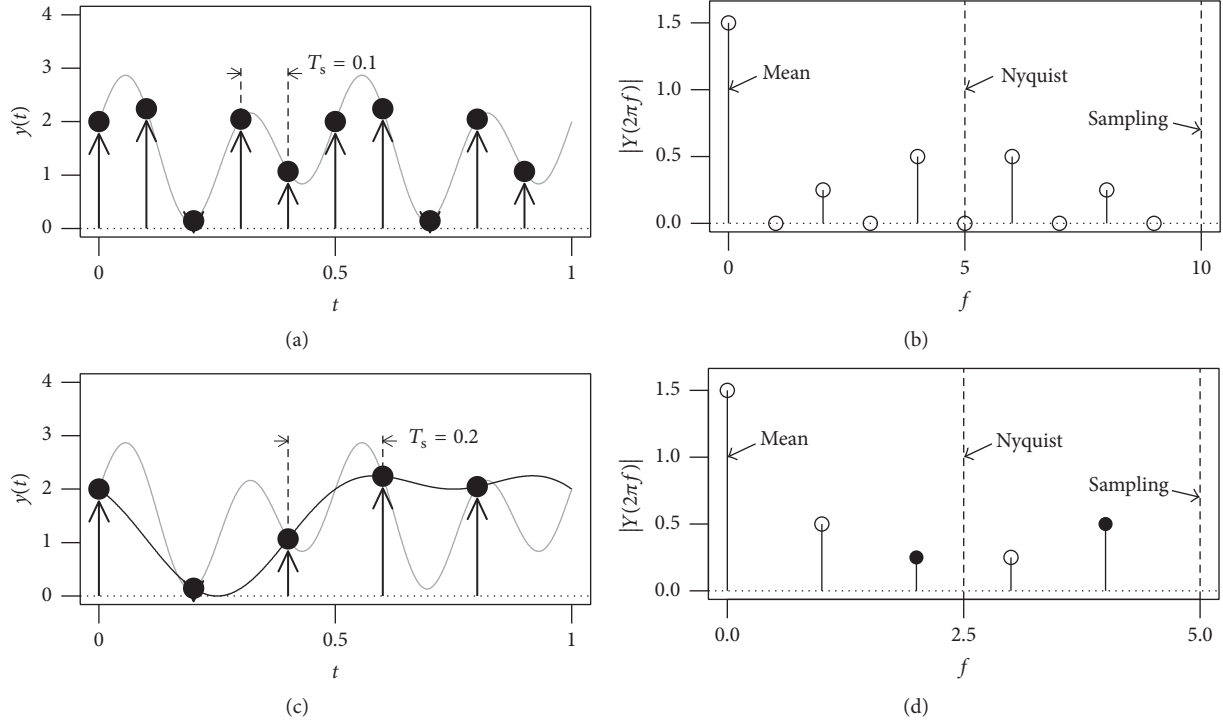 4
3
2
1
0
y(t)
Ts = 0.1
0
0.5
1
t
(a)
1.5
1.0
0.5
0.0
|Y(2πf)|
Mean
Nyquist
Sampling
0
5
10
f
(b)
4
3
2
1
0
y(t)
Ts = 0.2
0
0.5
1
t
(c)
1.5
1.0
0.5
0.0
|Y(2πf)|
Mean
Nyquist
Sampling
0.0
2.5
5.0
f
(d)